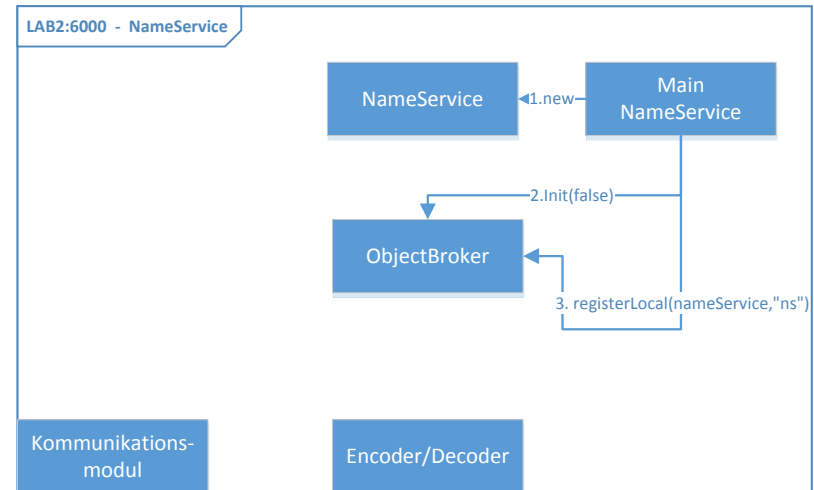 LAB2:6000 - NameService
NameService
1.new
Main
NameService
2.Init(false)
ObjectBroker
3. registerLocal(nameService,"ns")
Kommunikations-
modul
Encoder/Decoder